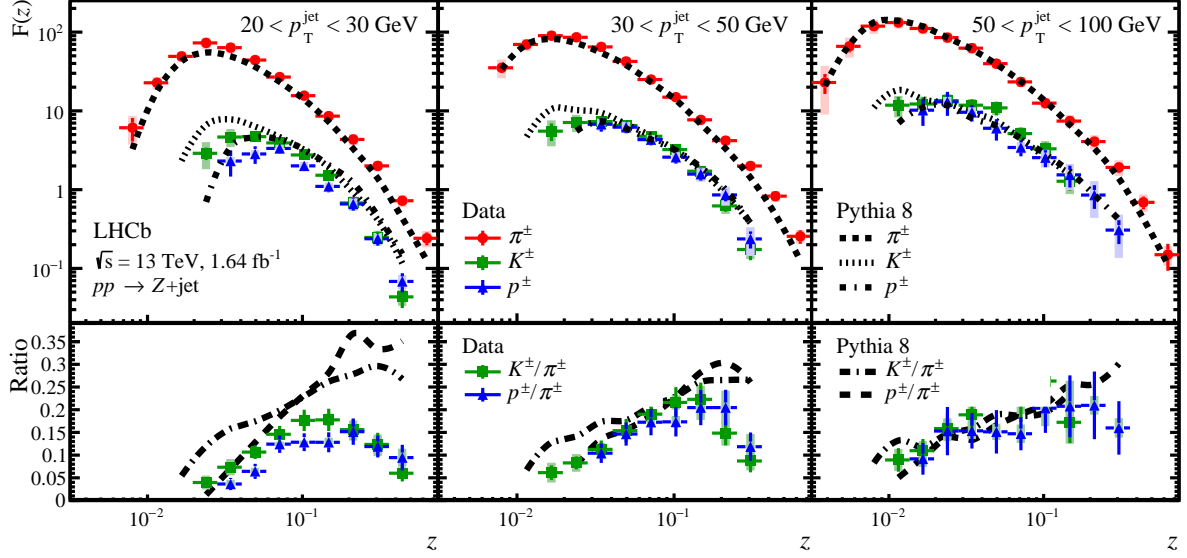 F(z)
10²
10
1
10⁻¹
20 < p_T^jet < 30 GeV
LHCb
√s = 13 TeV, 1.64 fb⁻¹
pp → Z+jet
30 < p_T^jet < 50 GeV
Data
π±
K±
p±
50 < p_T^jet < 100 GeV
Pythia 8
π±
K±
p±
Ratio
0.35
0.3
0.25
0.2
0.15
0.1
0.05
0
Data
K±/π±
p±/π±
Pythia 8
K±/π±
p±/π±
10⁻² 10⁻¹ 10⁻² 10⁻¹ 10⁻² 10⁻¹
z z z